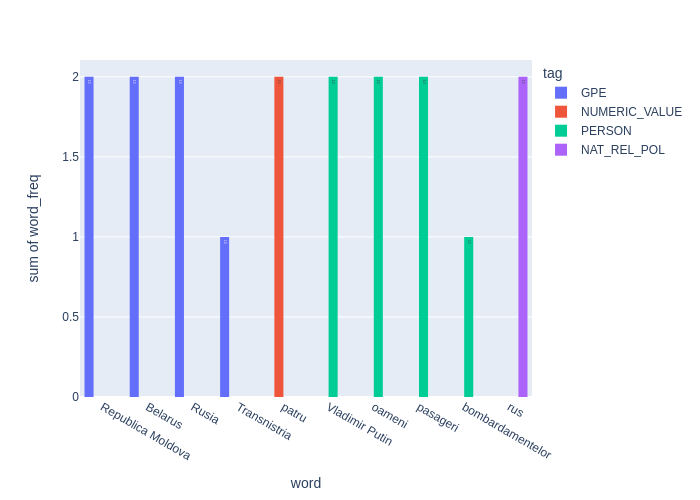 tag
GPE
NUMERIC_VALUE
PERSON
NAT_REL_POL
sum of word_freq
2
1.5
1
0.5
0
Republica Moldova
Belarus
Rusia
Transnistria
patru
Vladimir Putin
oameni
pasageri
bombardamentelor
rus
word